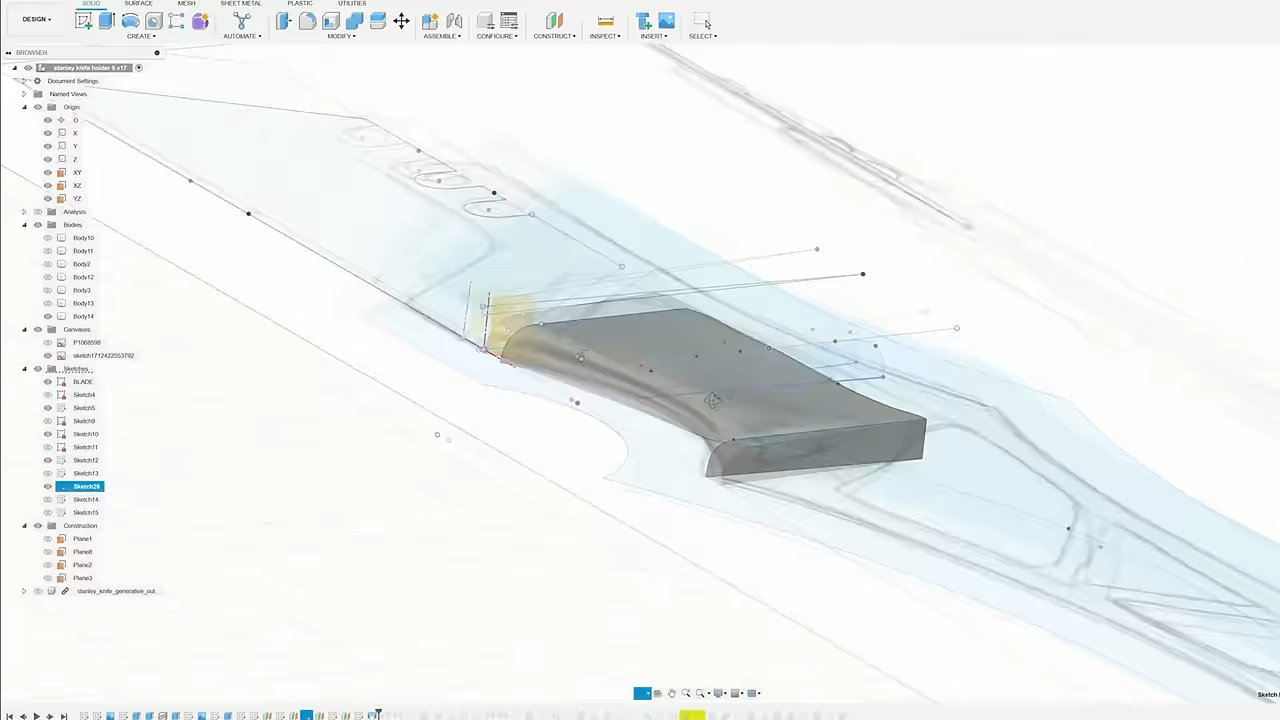 SOLID SURFACE MESH SHEET METAL PLASTIC UTILITIES
DESIGN
CREATE AUTOMATE MODIFY ASSEMBLE CONFIGURE CONSTRUCT INSPECT INSERT SELECT
BROWSER
stanley knife holder 5 v17
Document Settings
Named Views
Origin
O
X
Y
Z
XY
XZ
YZ
Analysis
Bodies
Body10
Body11
Body2
Body12
Body3
Body13
Body14
Canvases
P1068598
sketch1712422553792
Sketches
BLADE
Sketch4
Sketch5
Sketch9
Sketch10
Sketch11
Sketch12
Sketch13
Sketch26
Sketch14
Sketch15
Construction
Plane1
Plane8
Plane2
Plane3
stanley_knife_generative_out
Sketch